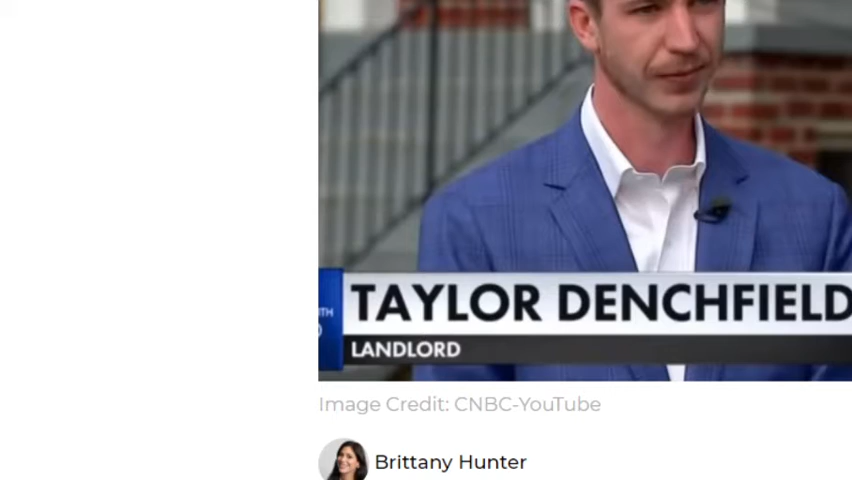 TAYLOR DENCHFIELD
LANDLORD
Image Credit: CNBC-YouTube
Brittany Hunter